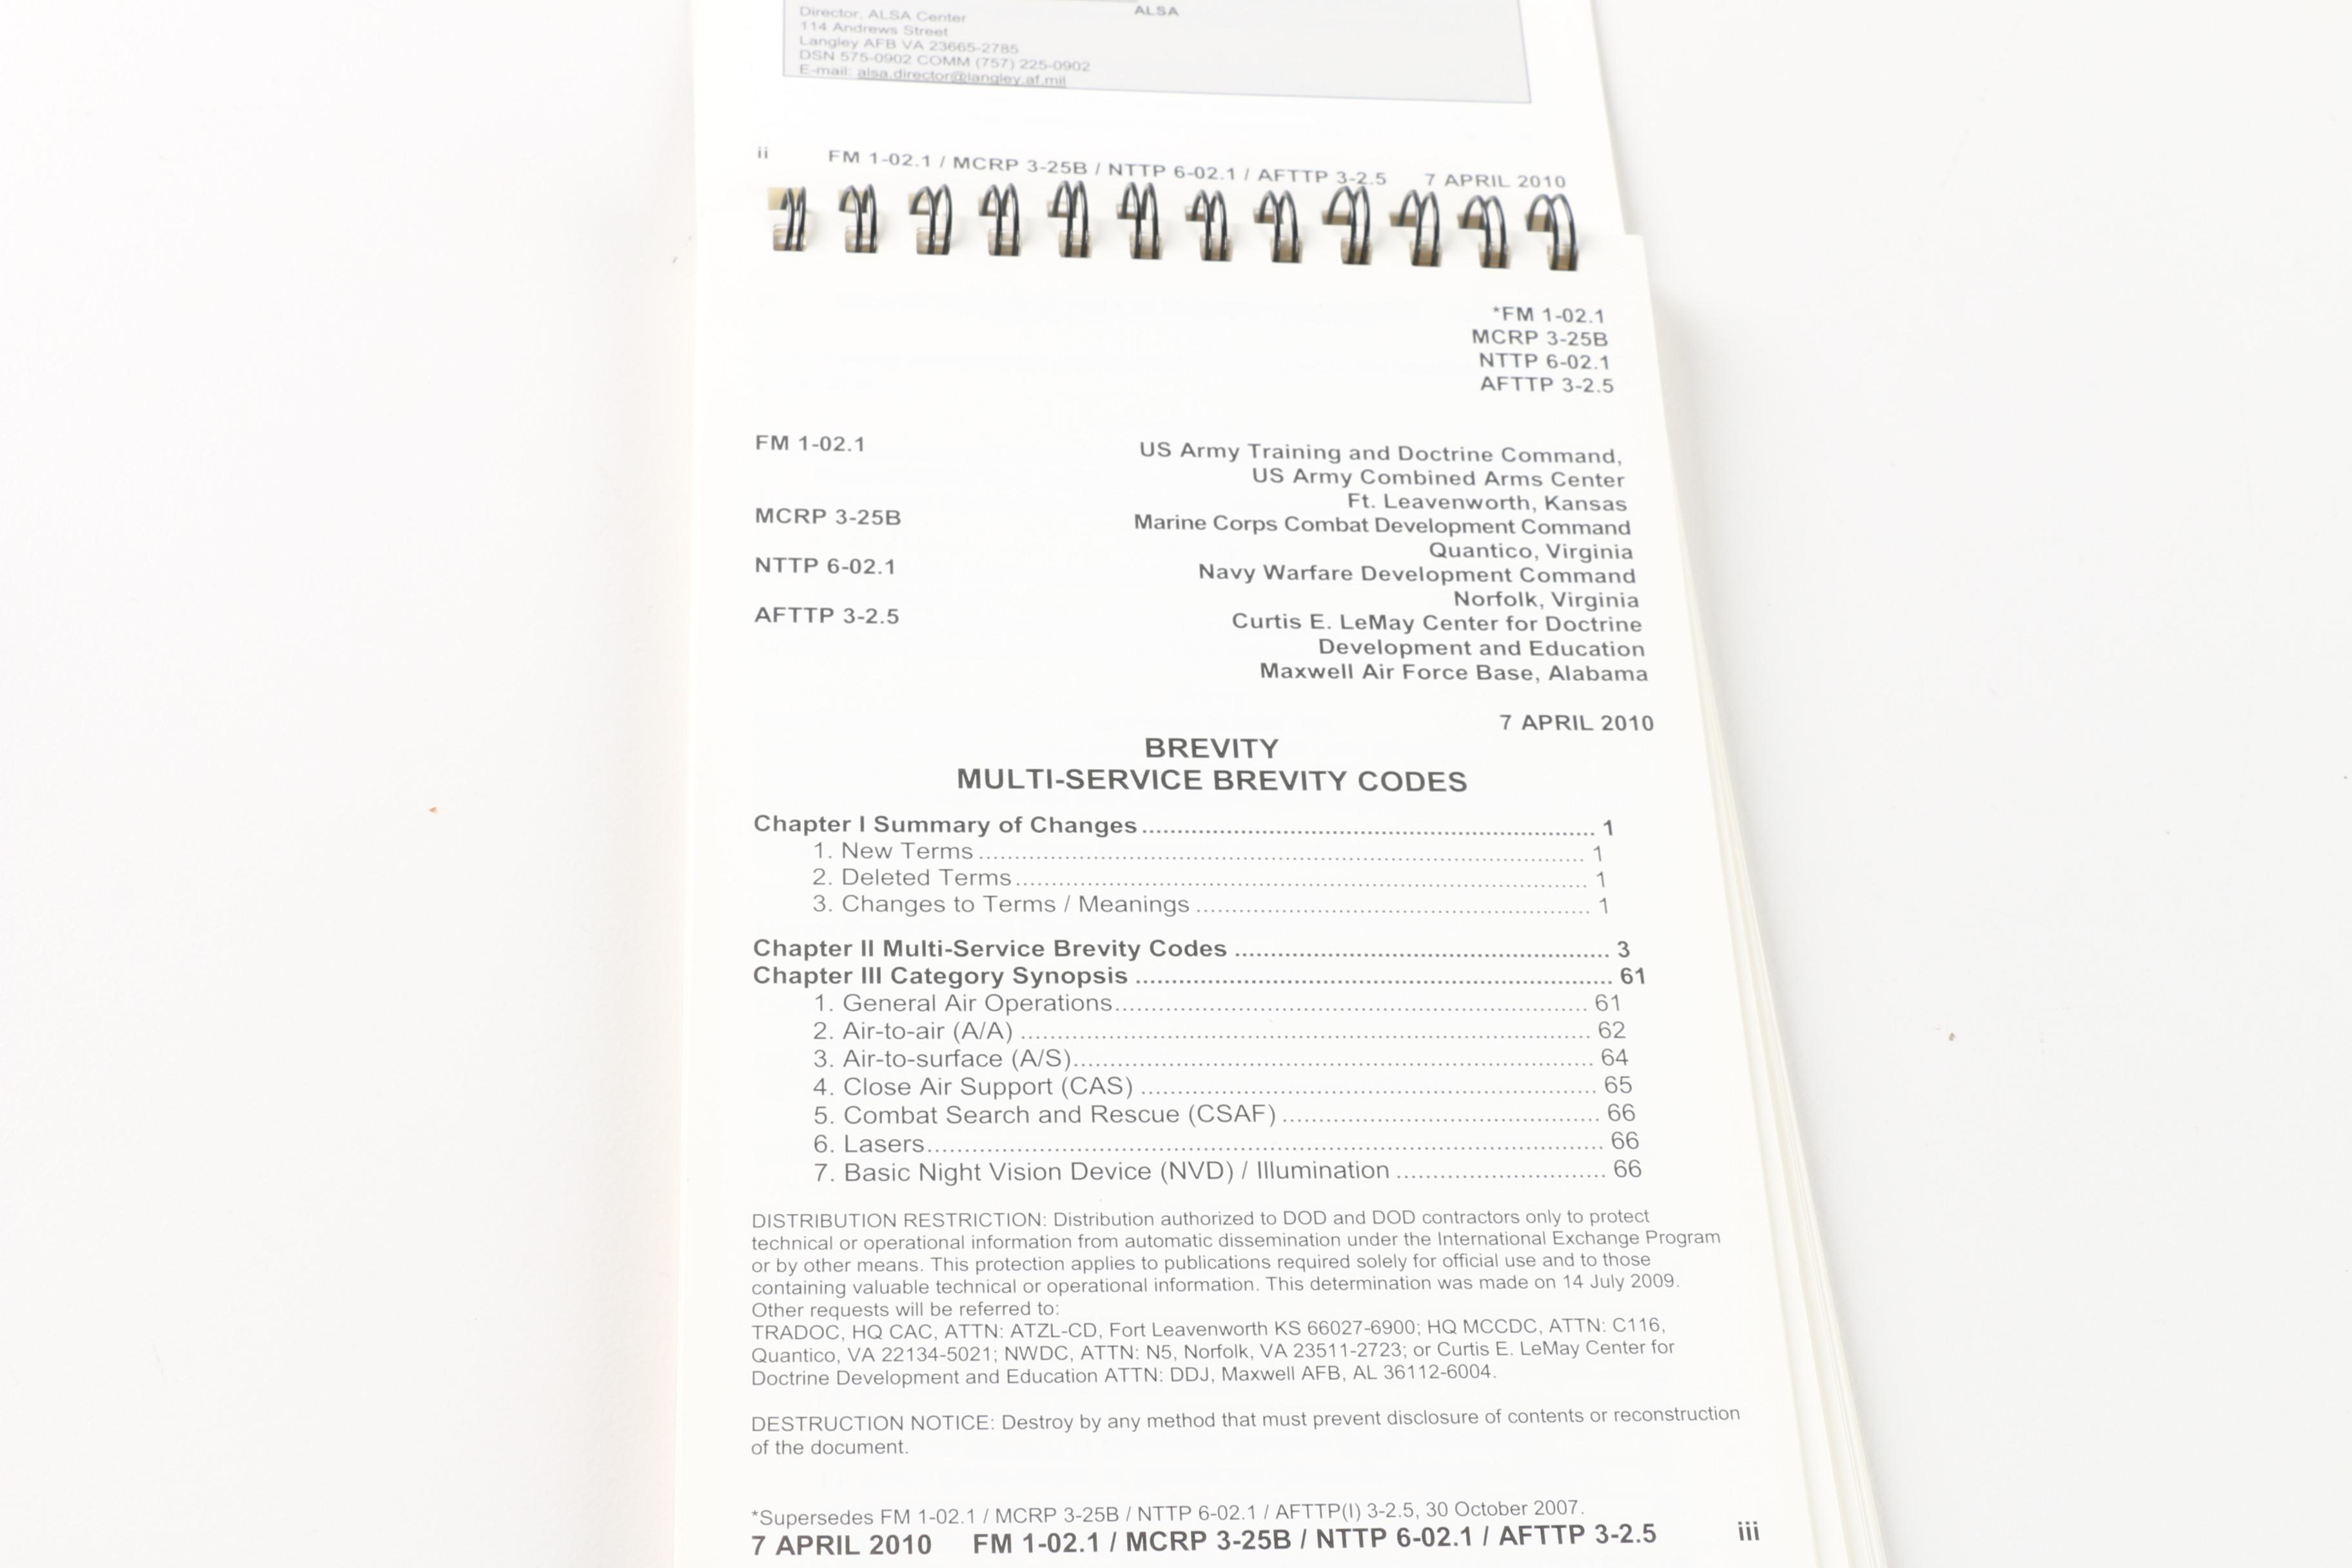 ALSA
Director, ALSA Center
114 Andrews Street
Langley AFB VA 23665-2785
DSN 575-0902 COMM (757) 225-0902
E-mail: alsa.director@langley.af.mil
ii FM 1-02.1 / MCRP 3-25B / NTTP 6-02.1 / AFTTP 3-2.5 7 APRIL 2010
*FM 1-02.1
MCRP 3-25B
NTTP 6-02.1
AFTTP 3-2.5
FM 1-02.1 US Army Training and Doctrine Command,
US Army Combined Arms Center
Ft. Leavenworth, Kansas
MCRP 3-25B Marine Corps Combat Development Command
Quantico, Virginia
NTTP 6-02.1 Navy Warfare Development Command
Norfolk, Virginia
AFTTP 3-2.5 Curtis E. LeMay Center for Doctrine
Development and Education
Maxwell Air Force Base, Alabama
7 APRIL 2010
BREVITY
MULTI-SERVICE BREVITY CODES
Chapter I Summary of Changes ........ 1
1. New Terms ........ 1
2. Deleted Terms ........ 1
3. Changes to Terms / Meanings ........ 1
Chapter II Multi-Service Brevity Codes ........ 3
Chapter III Category Synopsis ........ 61
1. General Air Operations ........ 61
2. Air-to-air (A/A) ........ 62
3. Air-to-surface (A/S) ........ 64
4. Close Air Support (CAS) ........ 65
5. Combat Search and Rescue (CSAF) ........ 66
6. Lasers ........ 66
7. Basic Night Vision Device (NVD) / Illumination ........ 66
DISTRIBUTION RESTRICTION: Distribution authorized to DOD and DOD contractors only to protect
technical or operational information from automatic dissemination under the International Exchange Program
or by other means. This protection applies to publications required solely for official use and to those
containing valuable technical or operational information. This determination was made on 14 July 2009.
Other requests will be referred to:
TRADOC, HQ CAC, ATTN: ATZL-CD, Fort Leavenworth KS 66027-6900; HQ MCCDC, ATTN: C116,
Quantico, VA 22134-5021; NWDC, ATTN: N5, Norfolk, VA 23511-2723; or Curtis E. LeMay Center for
Doctrine Development and Education ATTN: DDJ, Maxwell AFB, AL 36112-6004.
DESTRUCTION NOTICE: Destroy by any method that must prevent disclosure of contents or reconstruction
of the document.
*Supersedes FM 1-02.1 / MCRP 3-25B / NTTP 6-02.1 / AFTTP(I) 3-2.5, 30 October 2007.
7 APRIL 2010 FM 1-02.1 / MCRP 3-25B / NTTP 6-02.1 / AFTTP 3-2.5 iii